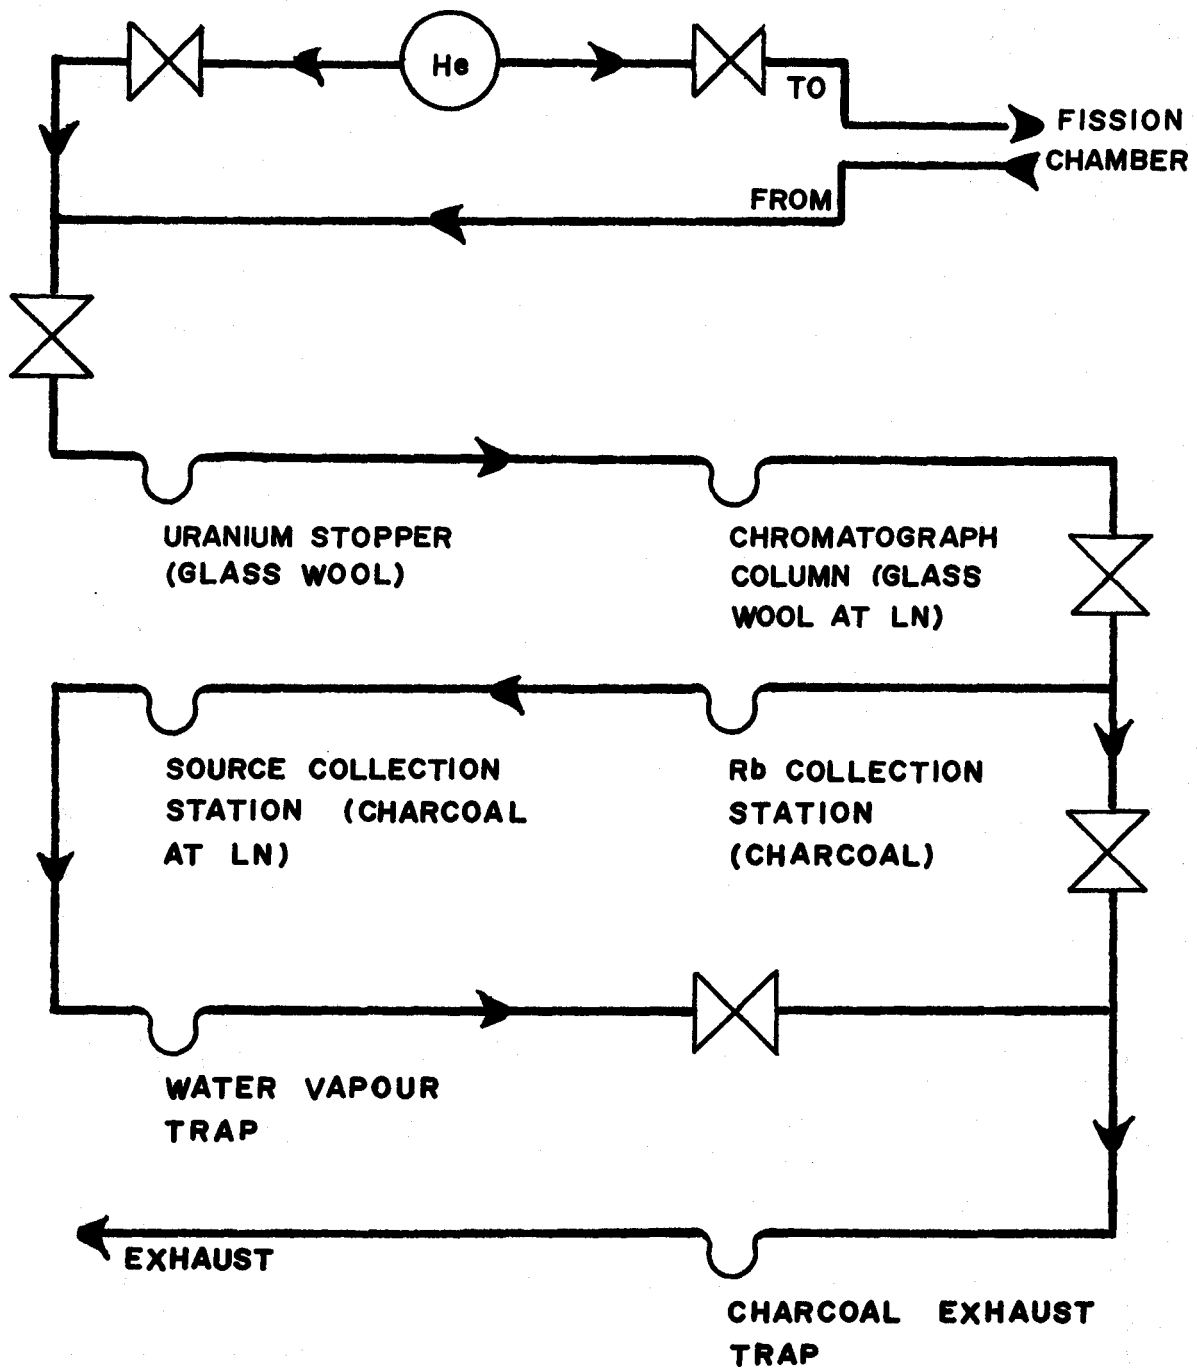 He
TO
FISSION
CHAMBER
FROM
URANIUM STOPPER
(GLASS WOOL)
CHROMATOGRAPH
COLUMN (GLASS
WOOL AT LN)
SOURCE COLLECTION
STATION (CHARCOAL
AT LN)
Rb COLLECTION
STATION
(CHARCOAL)
WATER VAPOUR
TRAP
EXHAUST
CHARCOAL EXHAUST
TRAP